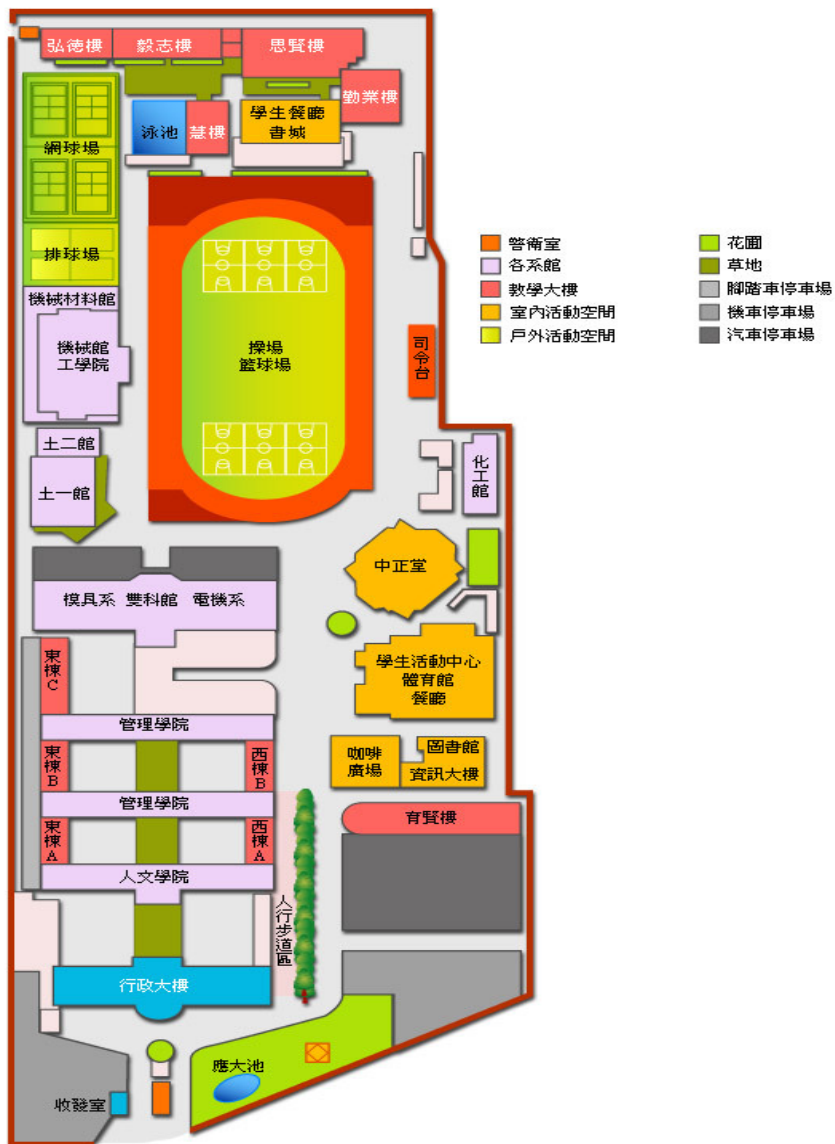 弘德樓
毅志樓
思賢樓
勤業樓
泳池
慧樓
學生餐廳
書城
網球場
排球場
機械材料館
機械館
工學院
操場
籃球場
司令台
警衛室
各系館
教學大樓
室內活動空間
戶外活動空間
花圃
草地
腳踏車停車場
機車停車場
汽車停車場
土二館
土一館
化工館
中正堂
模具系
雙科館
電機系
學生活動中心
體育館
餐廳
東棟C
管理學院
東棟B
西棟B
咖啡
廣場
圖書館
資訊大樓
管理學院
東棟A
西棟A
育賢樓
人文學院
人行步道區
行政大樓
應大池
收發室